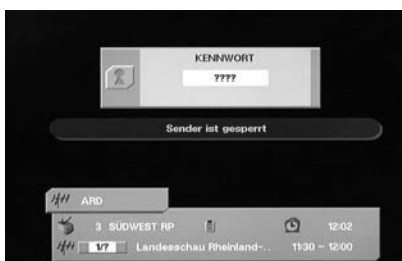 KENNWORT
????
Sender ist gesperrt
ARD
3 SÜDWEST RP 12:02
1/7 Landesschau Rheinland-.. 11:30 ~ 12:00